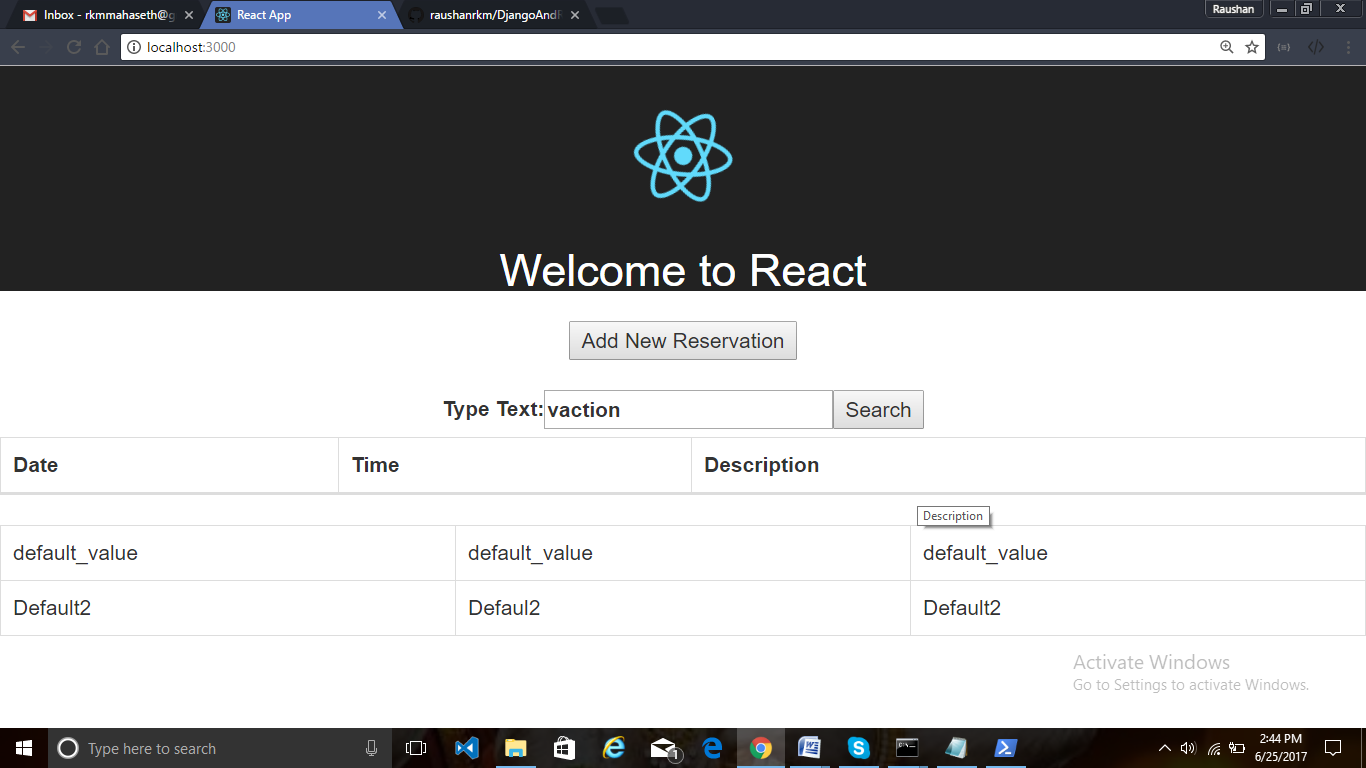 Inbox - rkmmahaseth@g
React App
raushanrkm/DjangoAndR
Raushan
localhost:3000
Welcome to React
Add New Reservation
Type Text: vaction Search
Date Time Description
Description
default_value default_value default_value
Default2 Defaul2 Default2
Activate Windows
Go to Settings to activate Windows.
Type here to search
1
2:44 PM
6/25/2017